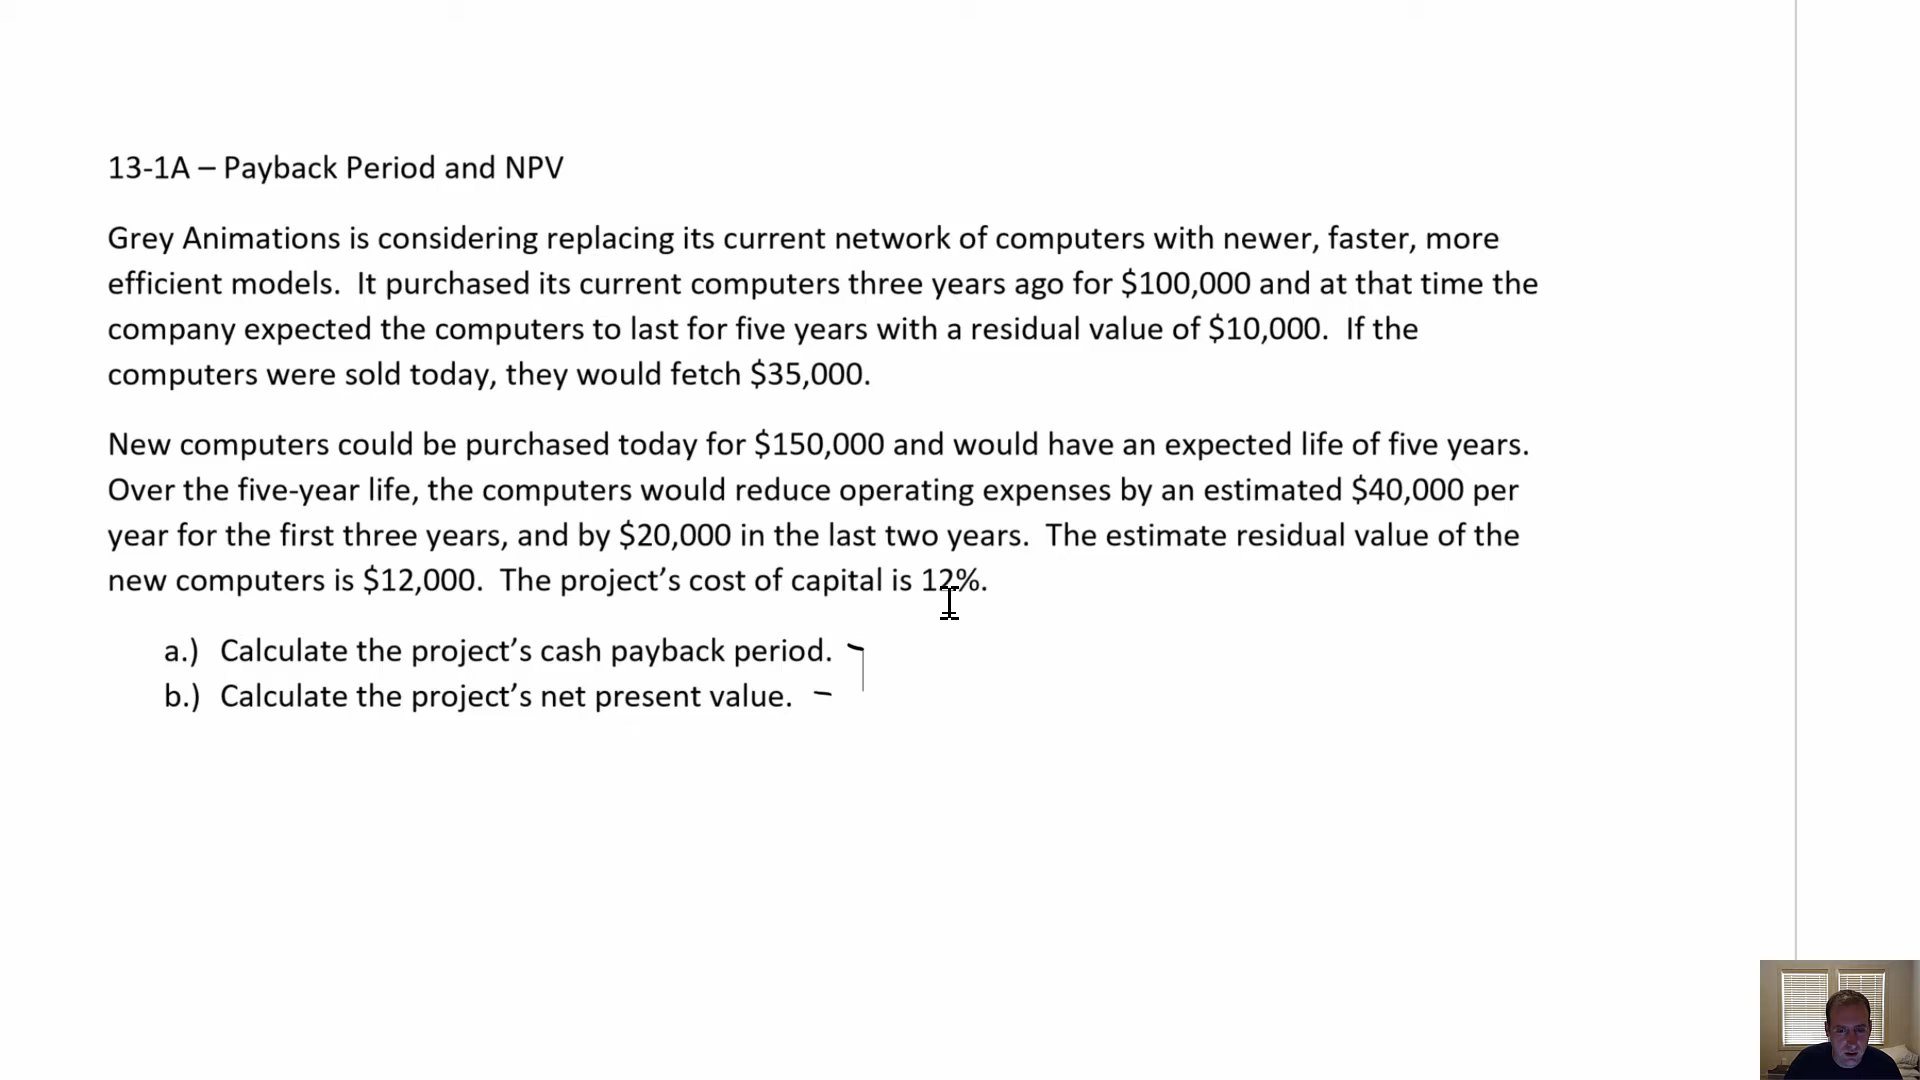 13-1A – Payback Period and NPV
Grey Animations is considering replacing its current network of computers with newer, faster, more
efficient models.  It purchased its current computers three years ago for $100,000 and at that time the
company expected the computers to last for five years with a residual value of $10,000.  If the
computers were sold today, they would fetch $35,000.
New computers could be purchased today for $150,000 and would have an expected life of five years.
Over the five-year life, the computers would reduce operating expenses by an estimated $40,000 per
year for the first three years, and by $20,000 in the last two years.  The estimate residual value of the
new computers is $12,000.  The project’s cost of capital is 12%.
a.) Calculate the project’s cash payback period.
b.) Calculate the project’s net present value.